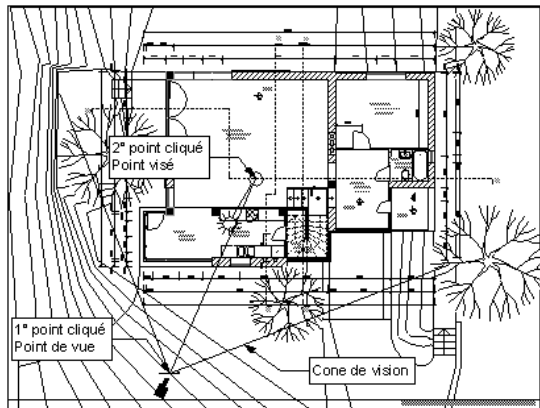 2° point cliqué
Point visé
1° point cliqué
Point de vue
Cone de vision